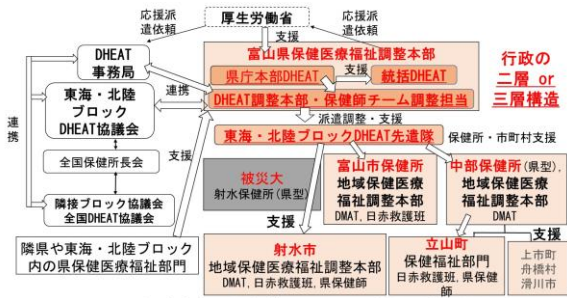 応援派
遣依頼
厚生労働省
応援派
遣依頼
支援
DHEAT
事務局
富山県保健医療福祉調整本部
県庁本部DHEAT
支援
統括DHEAT
DHEAT調整本部・保健師チーム調整担当
行政の
二層 or
三層構造
連携
東海・北陸
ブロック
DHEAT協議会
連携
派遣調整・支援
東海・北陸ブロックDHEAT先遣隊
保健所・市町村支援
全国保健所長会
支援
隣接ブロック協議会
全国DHEAT協議会
被災大
射水保健所(県型)
富山市保健所
地域保健医療
福祉調整本部
DMAT, 日赤救護班
中部保健所(県型),
地域保健医療
福祉調整本部
DMAT
隣県や東海・北陸ブロック
内の県保健医療福祉部門
支援
射水市
地域保健医療福祉調整本部
DMAT, 日赤救護班, 県保健師
支援
立山町
保健福祉部門
日赤救護班, 県保健
師
上市町
舟橋村
滑川市